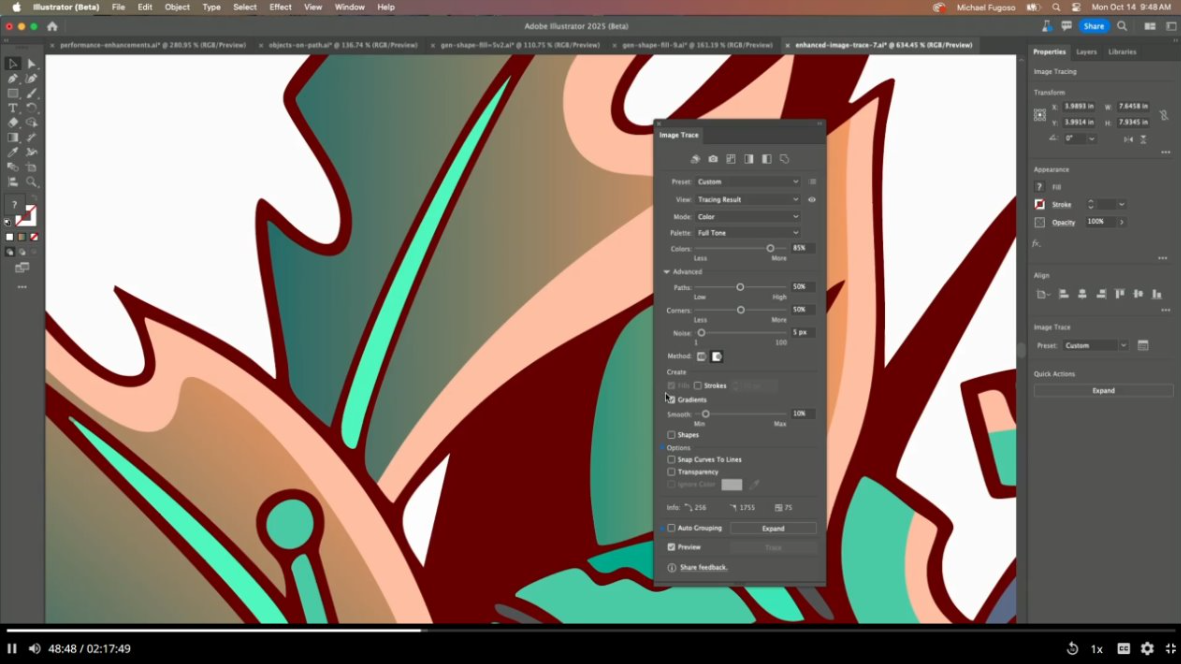 Illustrator (Beta) File Edit Object Type Select Effect View Window Help Michael Fugoso Mon Oct 14 9:48 AM
Adobe Illustrator 2025 (Beta) Share
performance-enhancements.ai* @ 280.95 % (RGB/Preview) objects-on-path.ai* @ 136.74 % (RGB/Preview) gen-shape-fill+5v2.ai* @ 110.75 % (RGB/Preview) gen-shape-fill-9.ai* @ 161.19 % (RGB/Preview) enhanced-image-trace-7.ai* @ 634.45 % (RGB/Preview)
Properties Layers Libraries
Image Tracing
Transform
X: 3.9893 in W: 7.6458 in
Y: 3.9914 in H: 7.9345 in
0°
Appearance
Fill
Stroke
Opacity 100%
fx.
Align
Image Trace
Preset: Custom
Quick Actions
Expand
Image Trace
Preset: Custom
View: Tracing Result
Mode: Color
Palette: Full Tone
Colors: 85%
Less More
Advanced
Paths: 50%
Low High
Corners: 50%
Less More
Noise: 5 px
1 100
Method:
Create
Fills Strokes
Gradients
Smooth: 10%
Min Max
Shapes
Options
Snap Curves To Lines
Transparency
Ignore Color
Info: 256 1755 75
Auto Grouping Expand
Preview Trace
Share feedback.
48:48 / 02:17:49 1x CC